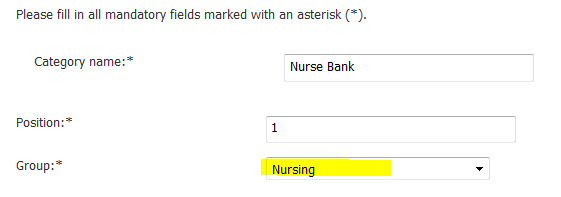 Please fill in all mandatory fields marked with an asterisk (*).
Category name:* Nurse Bank
Position:* 1
Group:* Nursing